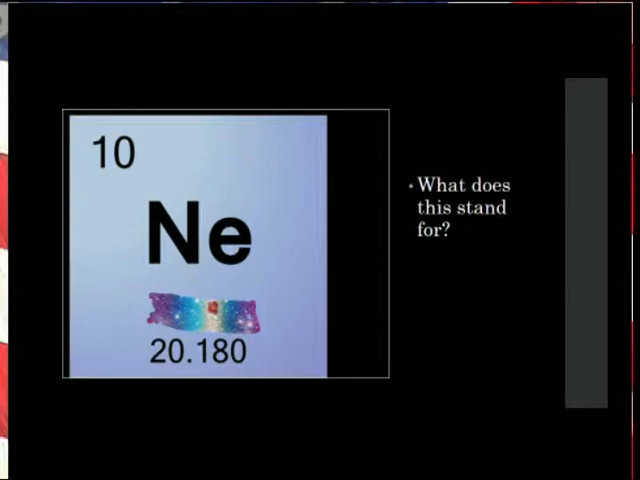 10
Ne
20.180
• What does
this stand
for?